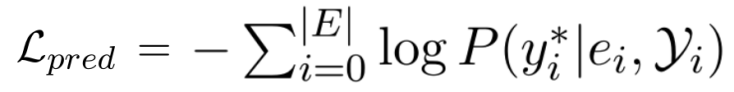 $\mathcal{L}_{pred} = -\sum_{i=0}^{|E|} \log P(y_i^*|e_i, \mathcal{Y}_i)$